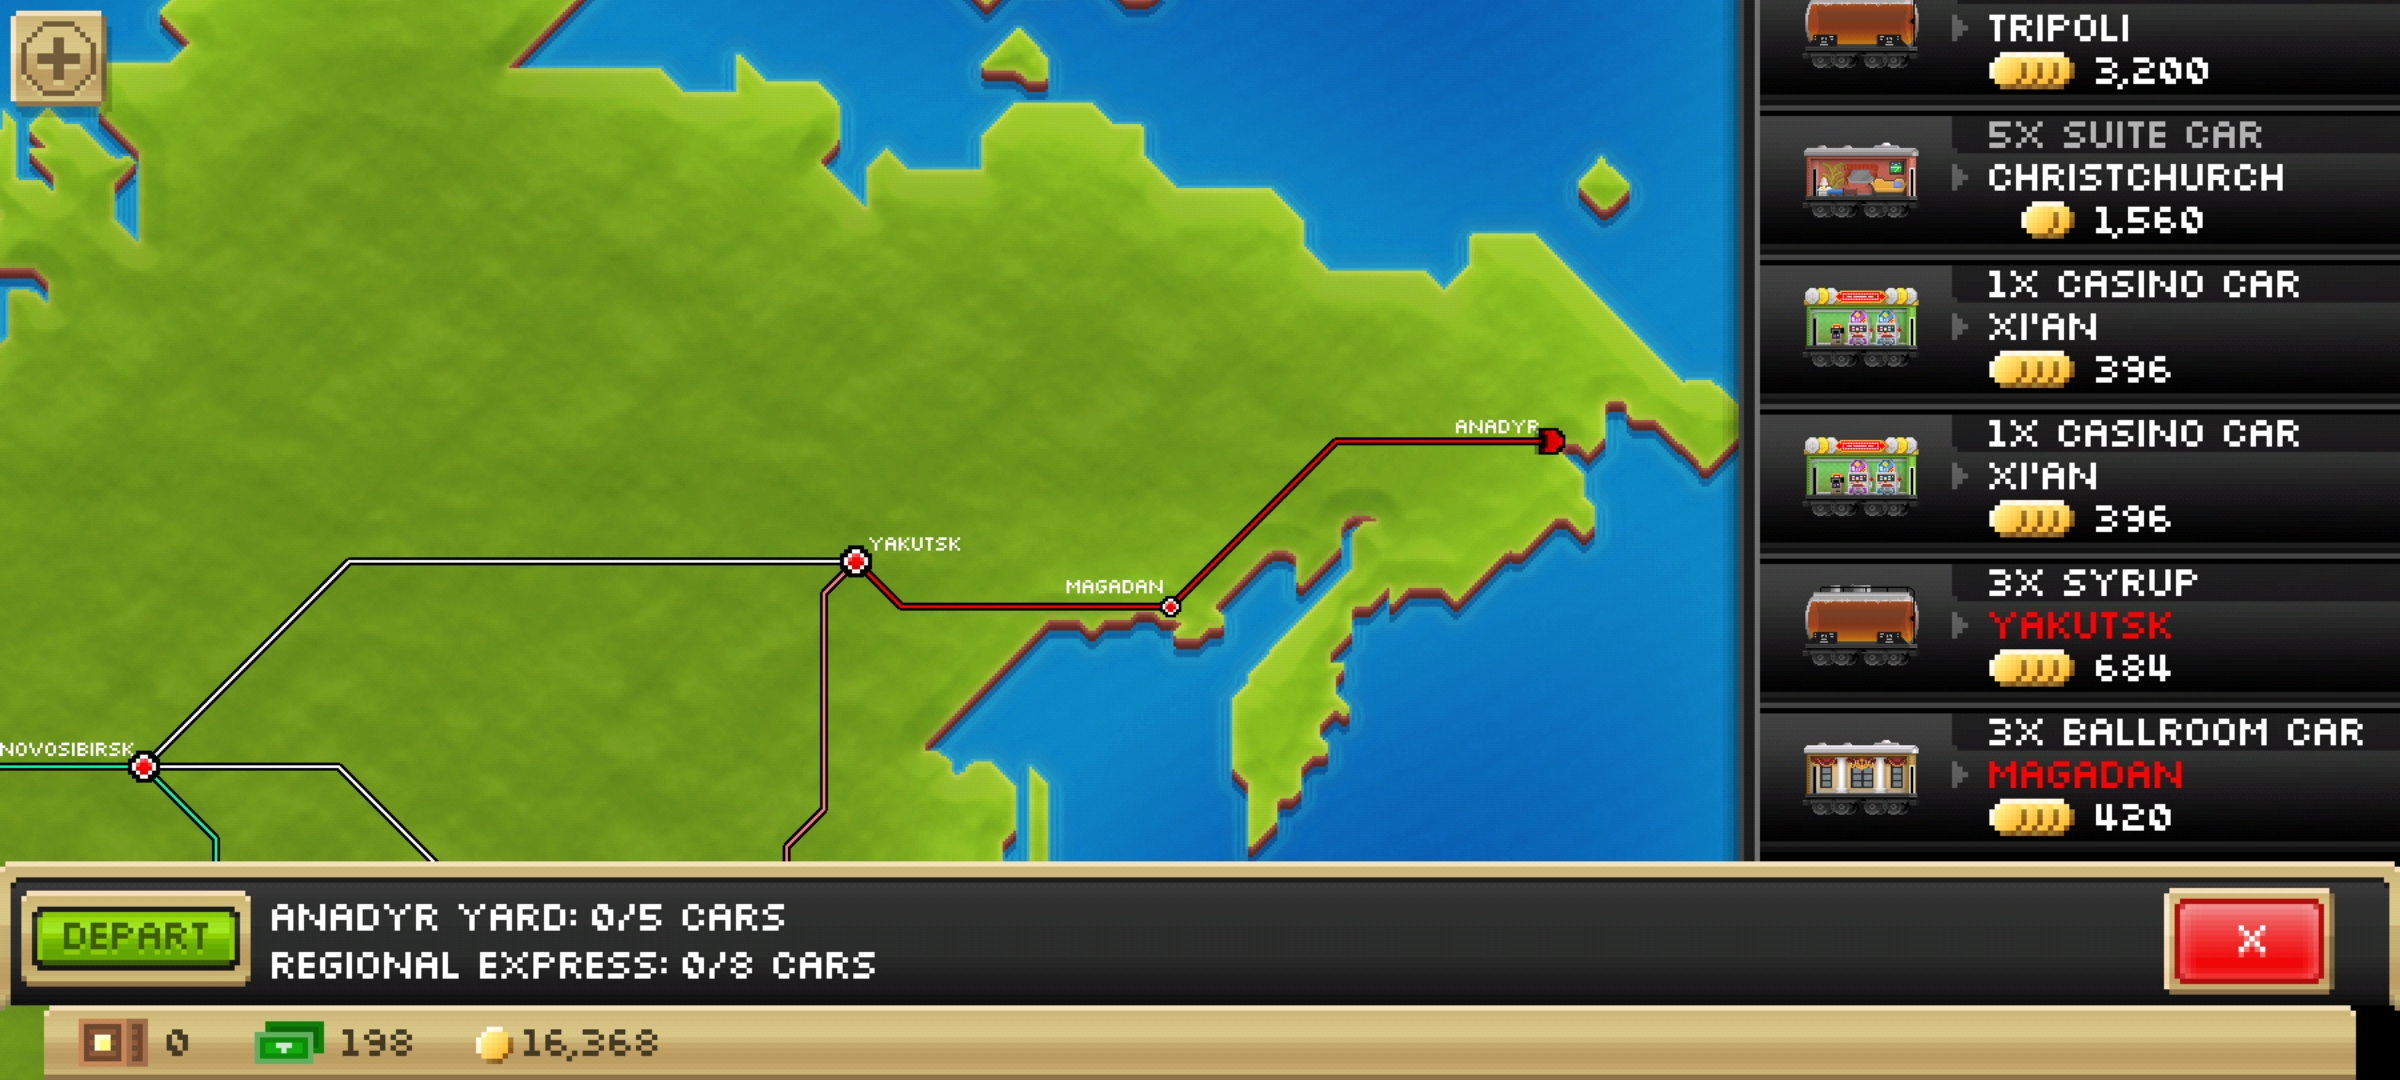 TRIPOLI
3,200
5X SUITE CAR
CHRISTCHURCH
1,560
1X CASINO CAR
XI'AN
396
1X CASINO CAR
XI'AN
396
3X SYRUP
YAKUTSK
684
3X BALLROOM CAR
MAGADAN
420
ANADYR
YAKUTSK
MAGADAN
NOVOSIBIRSK
DEPART
ANADYR YARD: 0/5 CARS
REGIONAL EXPRESS: 0/8 CARS
X
0
198
16,368